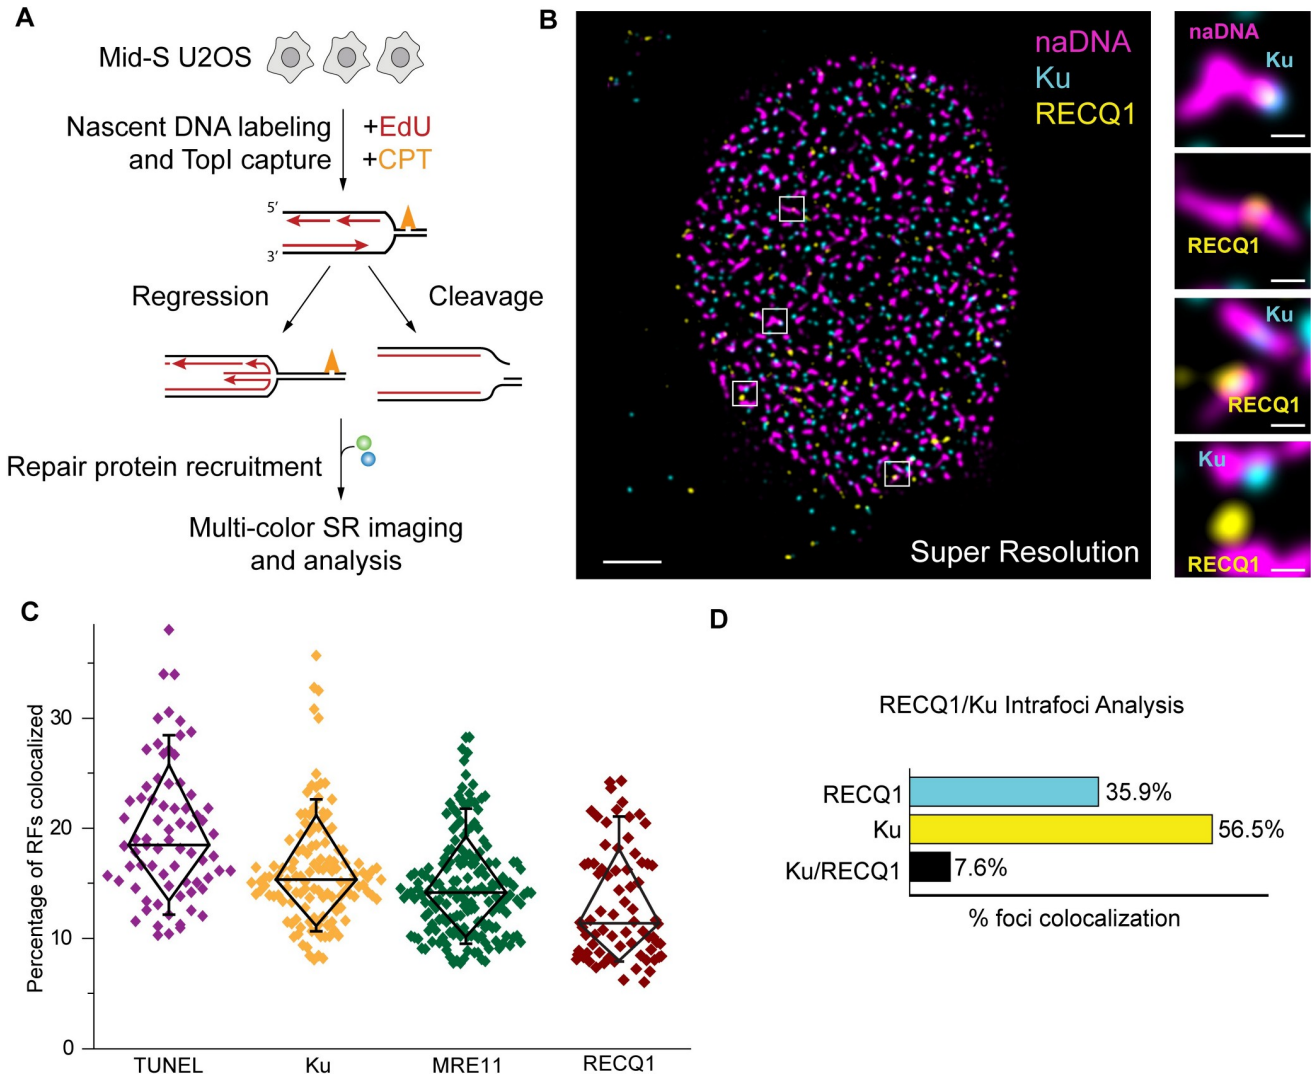 A
Mid-S U2OS
Nascent DNA labeling
and TopI capture
+EdU
+CPT
5′
3′
Regression
Cleavage
Repair protein recruitment
Multi-color SR imaging
and analysis
B
naDNA
Ku
RECQ1
Super Resolution
naDNA
Ku
RECQ1
Ku
RECQ1
Ku
RECQ1
C
Percentage of RFs colocalized
30
20
10
0
TUNEL
Ku
MRE11
RECQ1
D
RECQ1/Ku Intrafoci Analysis
RECQ1
35.9%
Ku
56.5%
Ku/RECQ1
7.6%
% foci colocalization